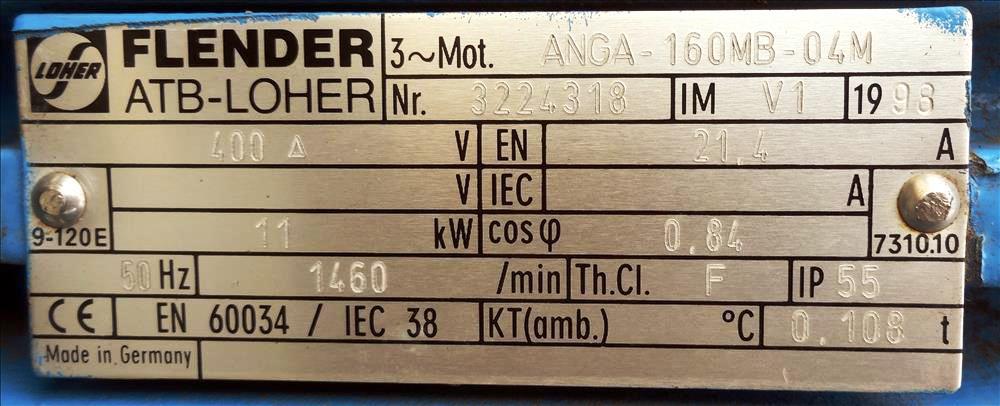 LOHER FLENDER ATB-LOHER
3~Mot. ANGA-160MB-04M
Nr. 3224318 IM V1 1998
400 Δ V EN 21,4 A
V IEC A
9-120E 11 kW cosφ 0.84 7310.10
50 Hz 1460 /min Th.Cl. F IP 55
CE EN 60034 / IEC 38 KT(amb.) °C 0.108 t
Made in Germany